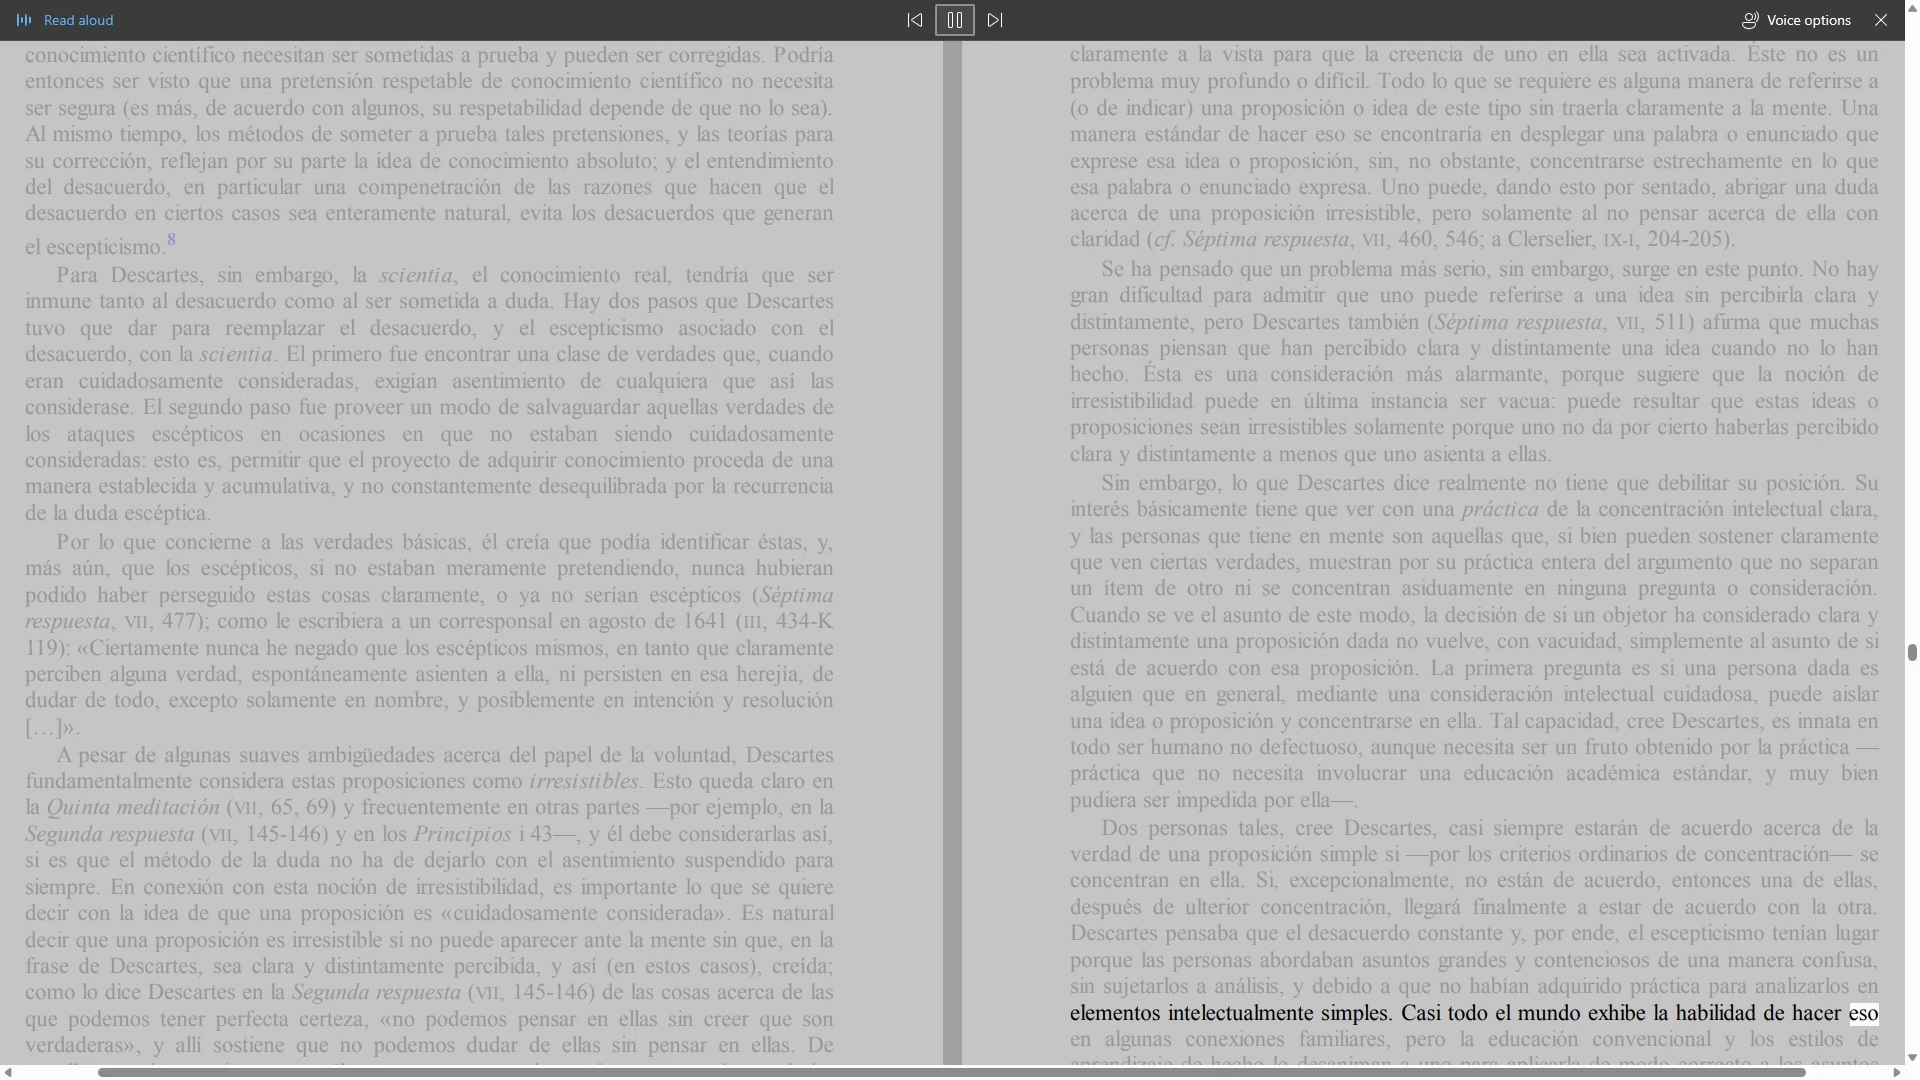 Read aloud
Voice options
conocimiento científico necesitan ser sometidas a prueba y pueden ser corregidas. Podría
entonces ser visto que una pretensión respetable de conocimiento científico no necesita
ser segura (es más, de acuerdo con algunos, su respetabilidad depende de que no lo sea).
Al mismo tiempo, los métodos de someter a prueba tales pretensiones, y las teorías para
su corrección, reflejan por su parte la idea de conocimiento absoluto; y el entendimiento
del desacuerdo, en particular una compenetración de las razones que hacen que el
desacuerdo en ciertos casos sea enteramente natural, evita los desacuerdos que generan
el escepticismo.8
Para Descartes, sin embargo, la scientia, el conocimiento real, tendría que ser
inmune tanto al desacuerdo como al ser sometida a duda. Hay dos pasos que Descartes
tuvo que dar para reemplazar el desacuerdo, y el escepticismo asociado con el
desacuerdo, con la scientia. El primero fue encontrar una clase de verdades que, cuando
eran cuidadosamente consideradas, exigían asentimiento de cualquiera que así las
considerase. El segundo paso fue proveer un modo de salvaguardar aquellas verdades de
los ataques escépticos en ocasiones en que no estaban siendo cuidadosamente
consideradas: esto es, permitir que el proyecto de adquirir conocimiento proceda de una
manera establecida y acumulativa, y no constantemente desequilibrada por la recurrencia
de la duda escéptica.
Por lo que concierne a las verdades básicas, él creía que podía identificar éstas, y,
más aún, que los escépticos, si no estaban meramente pretendiendo, nunca hubieran
podido haber perseguido estas cosas claramente, o ya no serían escépticos (Séptima
respuesta, VII, 477); como le escribiera a un corresponsal en agosto de 1641 (III, 434-K
119): «Ciertamente nunca he negado que los escépticos mismos, en tanto que claramente
perciben alguna verdad, espontáneamente asienten a ella, ni persisten en esa herejía, de
dudar de todo, excepto solamente en nombre, y posiblemente en intención y resolución
[…]».
A pesar de algunas suaves ambigüedades acerca del papel de la voluntad, Descartes
fundamentalmente considera estas proposiciones como irresistibles. Esto queda claro en
la Quinta meditación (VII, 65, 69) y frecuentemente en otras partes —por ejemplo, en la
Segunda respuesta (VII, 145-146) y en los Principios i 43—, y él debe considerarlas así,
si es que el método de la duda no ha de dejarlo con el asentimiento suspendido para
siempre. En conexión con esta noción de irresistibilidad, es importante lo que se quiere
decir con la idea de que una proposición es «cuidadosamente considerada». Es natural
decir que una proposición es irresistible si no puede aparecer ante la mente sin que, en la
frase de Descartes, sea clara y distintamente percibida, y así (en estos casos), creída;
como lo dice Descartes en la Segunda respuesta (VII, 145-146) de las cosas acerca de las
que podemos tener perfecta certeza, «no podemos pensar en ellas sin creer que son
verdaderas», y allí sostiene que no podemos dudar de ellas sin pensar en ellas. De
claramente a la vista para que la creencia de uno en ella sea activada. Éste no es un
problema muy profundo o difícil. Todo lo que se requiere es alguna manera de referirse a
(o de indicar) una proposición o idea de este tipo sin traerla claramente a la mente. Una
manera estándar de hacer eso se encontraría en desplegar una palabra o enunciado que
exprese esa idea o proposición, sin, no obstante, concentrarse estrechamente en lo que
esa palabra o enunciado expresa. Uno puede, dando esto por sentado, abrigar una duda
acerca de una proposición irresistible, pero solamente al no pensar acerca de ella con
claridad (cf. Séptima respuesta, VII, 460, 546; a Clerselier, IX-I, 204-205).
Se ha pensado que un problema más serio, sin embargo, surge en este punto. No hay
gran dificultad para admitir que uno puede referirse a una idea sin percibirla clara y
distintamente, pero Descartes también (Séptima respuesta, VII, 511) afirma que muchas
personas piensan que han percibido clara y distintamente una idea cuando no lo han
hecho. Ésta es una consideración más alarmante, porque sugiere que la noción de
irresistibilidad puede en última instancia ser vacua: puede resultar que estas ideas o
proposiciones sean irresistibles solamente porque uno no da por cierto haberlas percibido
clara y distintamente a menos que uno asienta a ellas.
Sin embargo, lo que Descartes dice realmente no tiene que debilitar su posición. Su
interés básicamente tiene que ver con una práctica de la concentración intelectual clara,
y las personas que tiene en mente son aquellas que, si bien pueden sostener claramente
que ven ciertas verdades, muestran por su práctica entera del argumento que no separan
un ítem de otro ni se concentran asiduamente en ninguna pregunta o consideración.
Cuando se ve el asunto de este modo, la decisión de si un objetor ha considerado clara y
distintamente una proposición dada no vuelve, con vacuidad, simplemente al asunto de si
está de acuerdo con esa proposición. La primera pregunta es si una persona dada es
alguien que en general, mediante una consideración intelectual cuidadosa, puede aislar
una idea o proposición y concentrarse en ella. Tal capacidad, cree Descartes, es innata en
todo ser humano no defectuoso, aunque necesita ser un fruto obtenido por la práctica —
práctica que no necesita involucrar una educación académica estándar, y muy bien
pudiera ser impedida por ella—.
Dos personas tales, cree Descartes, casi siempre estarán de acuerdo acerca de la
verdad de una proposición simple si —por los criterios ordinarios de concentración— se
concentran en ella. Si, excepcionalmente, no están de acuerdo, entonces una de ellas,
después de ulterior concentración, llegará finalmente a estar de acuerdo con la otra.
Descartes pensaba que el desacuerdo constante y, por ende, el escepticismo tenían lugar
porque las personas abordaban asuntos grandes y contenciosos de una manera confusa,
sin sujetarlos a análisis, y debido a que no habían adquirido práctica para analizarlos en
elementos intelectualmente simples. Casi todo el mundo exhibe la habilidad de hacer eso
en algunas conexiones familiares, pero la educación convencional y los estilos de
aprendizaje de hecho lo desaniman a uno para aplicarla de modo correcto a los asuntos